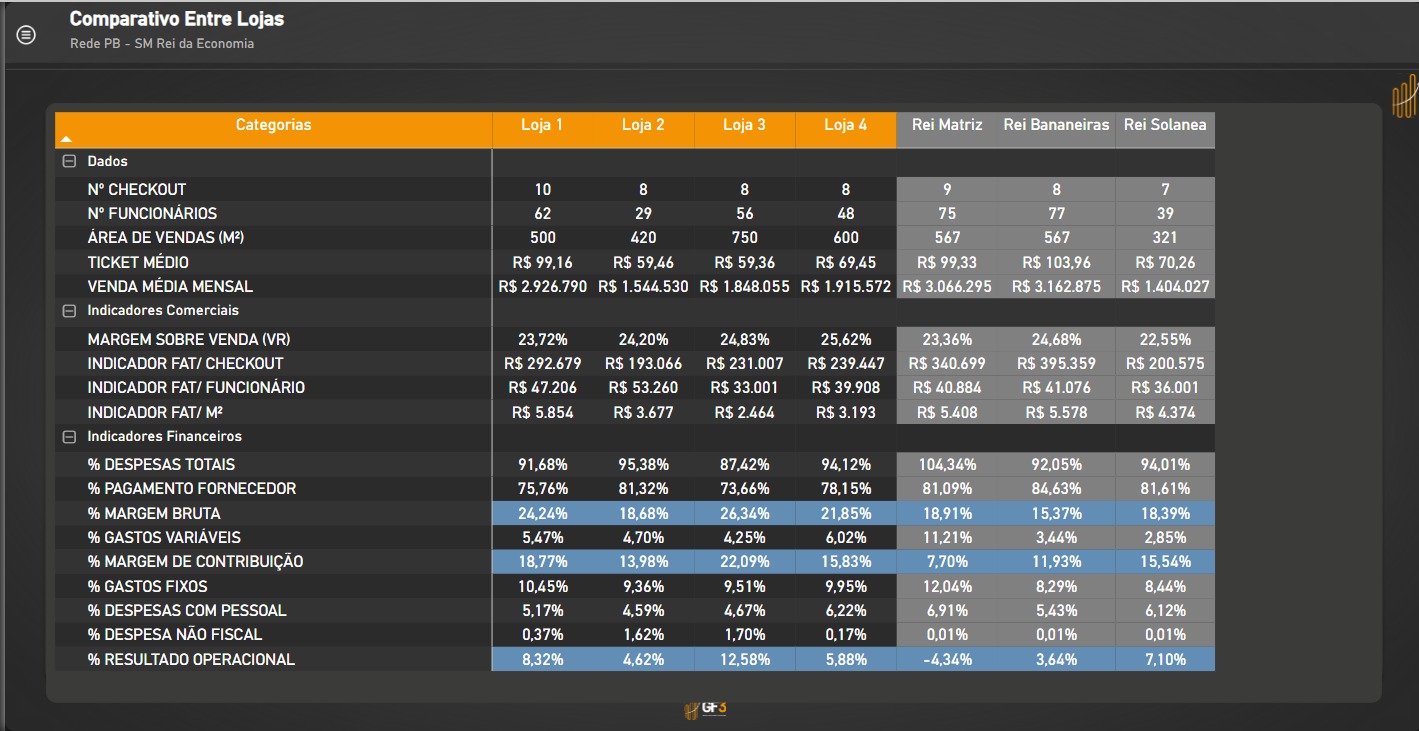 Comparativo Entre Lojas
Rede PB - SM Rei da Economia
Categorias Loja 1 Loja 2 Loja 3 Loja 4 Rei Matriz Rei Bananeiras Rei Solanea
Dados
Nº CHECKOUT 10 8 8 8 9 8 7
Nº FUNCIONÁRIOS 62 29 56 48 75 77 39
ÁREA DE VENDAS (M²) 500 420 750 600 567 567 321
TICKET MÉDIO R$ 99,16 R$ 59,46 R$ 59,36 R$ 69,45 R$ 99,33 R$ 103,96 R$ 70,26
VENDA MÉDIA MENSAL R$ 2.926.790 R$ 1.544.530 R$ 1.848.055 R$ 1.915.572 R$ 3.066.295 R$ 3.162.875 R$ 1.404.027
Indicadores Comerciais
MARGEM SOBRE VENDA (VR) 23,72% 24,20% 24,83% 25,62% 23,36% 24,68% 22,55%
INDICADOR FAT/ CHECKOUT R$ 292.679 R$ 193.066 R$ 231.007 R$ 239.447 R$ 340.699 R$ 395.359 R$ 200.575
INDICADOR FAT/ FUNCIONÁRIO R$ 47.206 R$ 53.260 R$ 33.001 R$ 39.908 R$ 40.884 R$ 41.076 R$ 36.001
INDICADOR FAT/ M² R$ 5.854 R$ 3.677 R$ 2.464 R$ 3.193 R$ 5.408 R$ 5.578 R$ 4.374
Indicadores Financeiros
% DESPESAS TOTAIS 91,68% 95,38% 87,42% 94,12% 104,34% 92,05% 94,01%
% PAGAMENTO FORNECEDOR 75,76% 81,32% 73,66% 78,15% 81,09% 84,63% 81,61%
% MARGEM BRUTA 24,24% 18,68% 26,34% 21,85% 18,91% 15,37% 18,39%
% GASTOS VARIÁVEIS 5,47% 4,70% 4,25% 6,02% 11,21% 3,44% 2,85%
% MARGEM DE CONTRIBUIÇÃO 18,77% 13,98% 22,09% 15,83% 7,70% 11,93% 15,54%
% GASTOS FIXOS 10,45% 9,36% 9,51% 9,95% 12,04% 8,29% 8,44%
% DESPESAS COM PESSOAL 5,17% 4,59% 4,67% 6,22% 6,91% 5,43% 6,12%
% DESPESA NÃO FISCAL 0,37% 1,62% 1,70% 0,17% 0,01% 0,01% 0,01%
% RESULTADO OPERACIONAL 8,32% 4,62% 12,58% 5,88% -4,34% 3,64% 7,10%
GF3